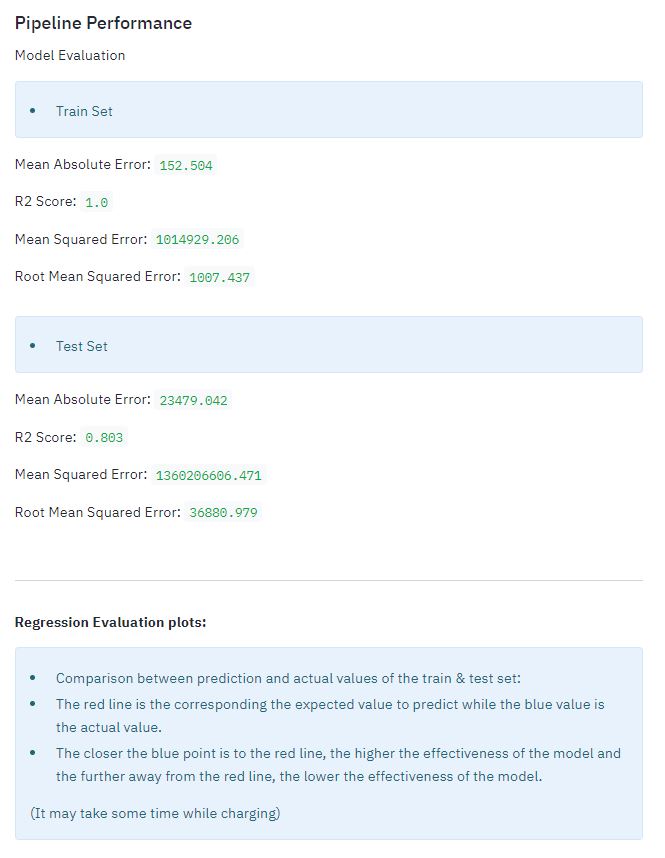 Pipeline Performance
Model Evaluation
• Train Set
Mean Absolute Error: 152.504
R2 Score: 1.0
Mean Squared Error: 1014929.206
Root Mean Squared Error: 1007.437
• Test Set
Mean Absolute Error: 23479.042
R2 Score: 0.803
Mean Squared Error: 1360206606.471
Root Mean Squared Error: 36880.979
Regression Evaluation plots:
• Comparison between prediction and actual values of the train & test set:
• The red line is the corresponding the expected value to predict while the blue value is
the actual value.
• The closer the blue point is to the red line, the higher the effectiveness of the model and
the further away from the red line, the lower the effectiveness of the model.
(It may take some time while charging)